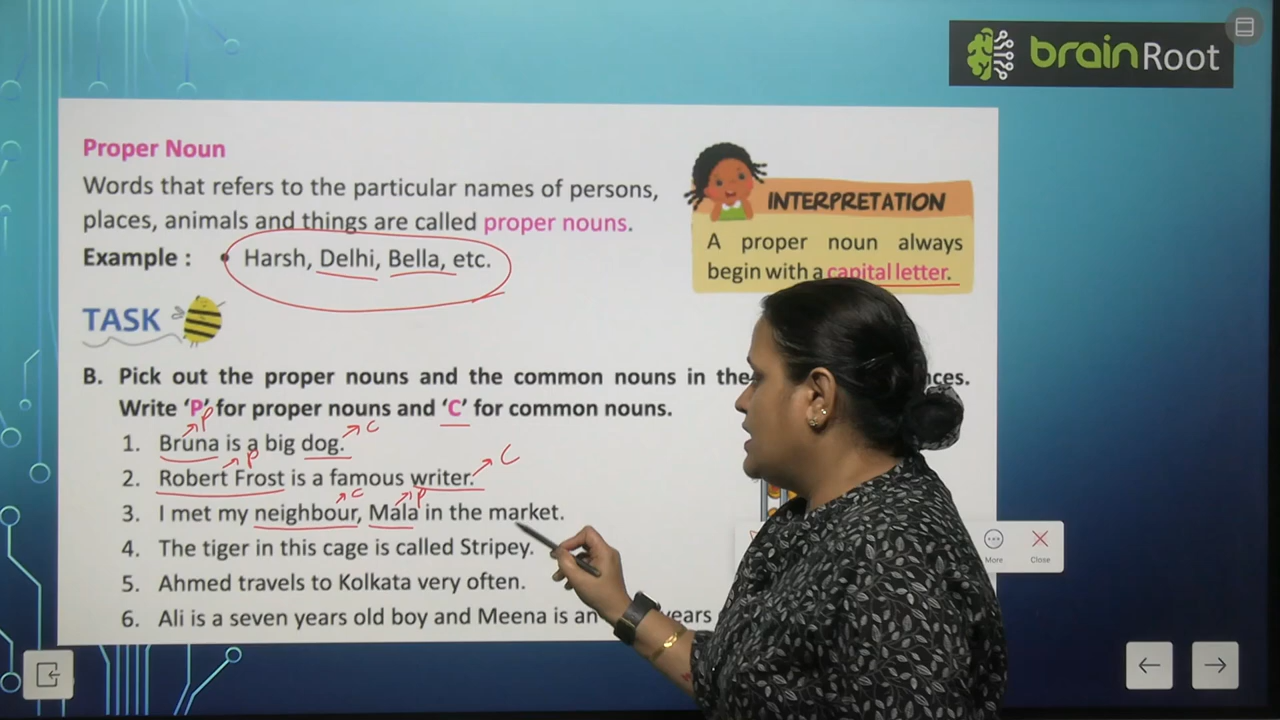 brainRoot
Proper Noun
Words that refers to the particular names of persons,
places, animals and things are called proper nouns.
Example : • Harsh, Delhi, Bella, etc.
INTERPRETATION
A proper noun always
begin with a capital letter.
TASK
B. Pick out the proper nouns and the common nouns in the
Write 'P' for proper nouns and 'C' for common nouns.
P C
1. Bruna is a big dog.
P C
2. Robert Frost is a famous writer.
C P
3. I met my neighbour, Mala in the market.
4. The tiger in this cage is called Stripey.
5. Ahmed travels to Kolkata very often.
6. Ali is a seven years old boy and Meena is an years
More Close